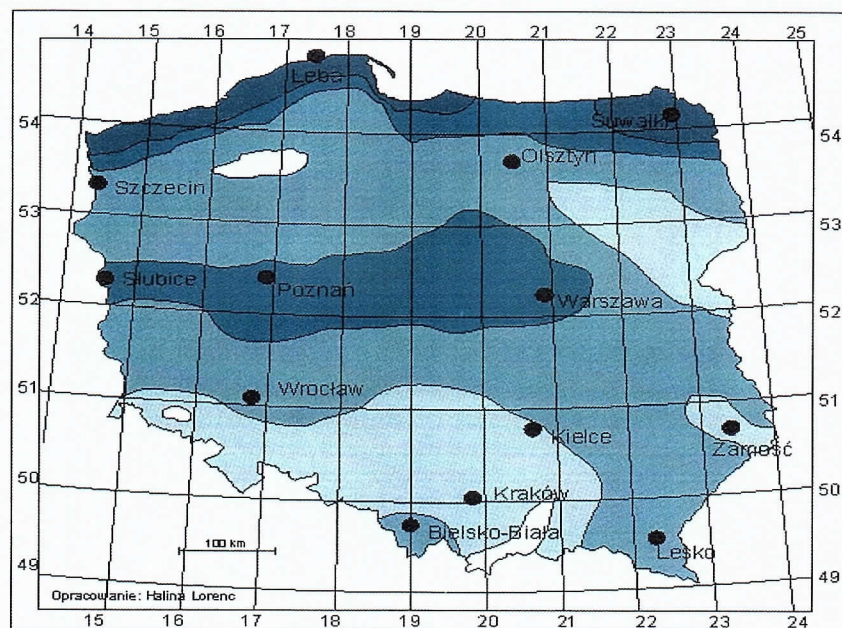 14 15 16 17 18 19 20 21 22 23 24 25
Łeba
54 Suwałki 54
Olsztyn
Szczecin
53 53
Słubice Poznań Warszawa
52 52
51 Wrocław 51
Kielce Zamość
50 Kraków 50
Bielsko-Biała
100 km Lesko
49 49
Opracowanie: Halina Lorenc
15 16 17 18 19 20 21 22 23 24